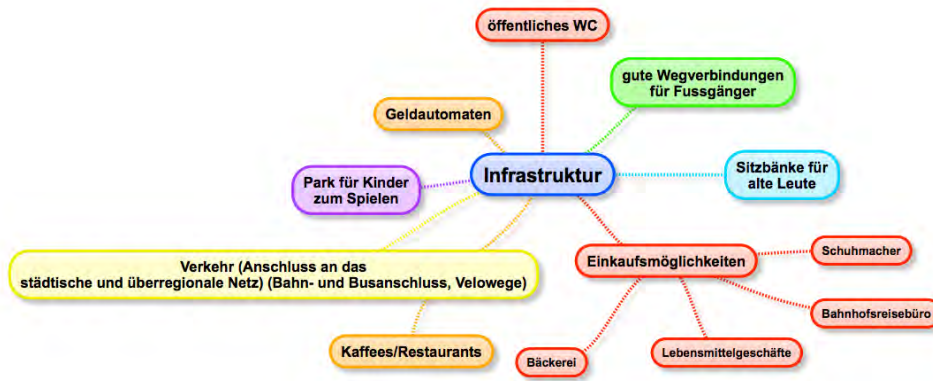 öffentliches WC
gute Wegverbindungen
für Fussgänger
Geldautomaten
Infrastruktur
Sitzbänke für
alte Leute
Park für Kinder
zum Spielen
Verkehr (Anschluss an das
städtische und überregionale Netz) (Bahn- und Busanschluss, Velowege)
Einkaufsmöglichkeiten
Schuhmacher
Bahnhofsreisebüro
Kaffees/Restaurants
Bäckerei
Lebensmittelgeschäfte